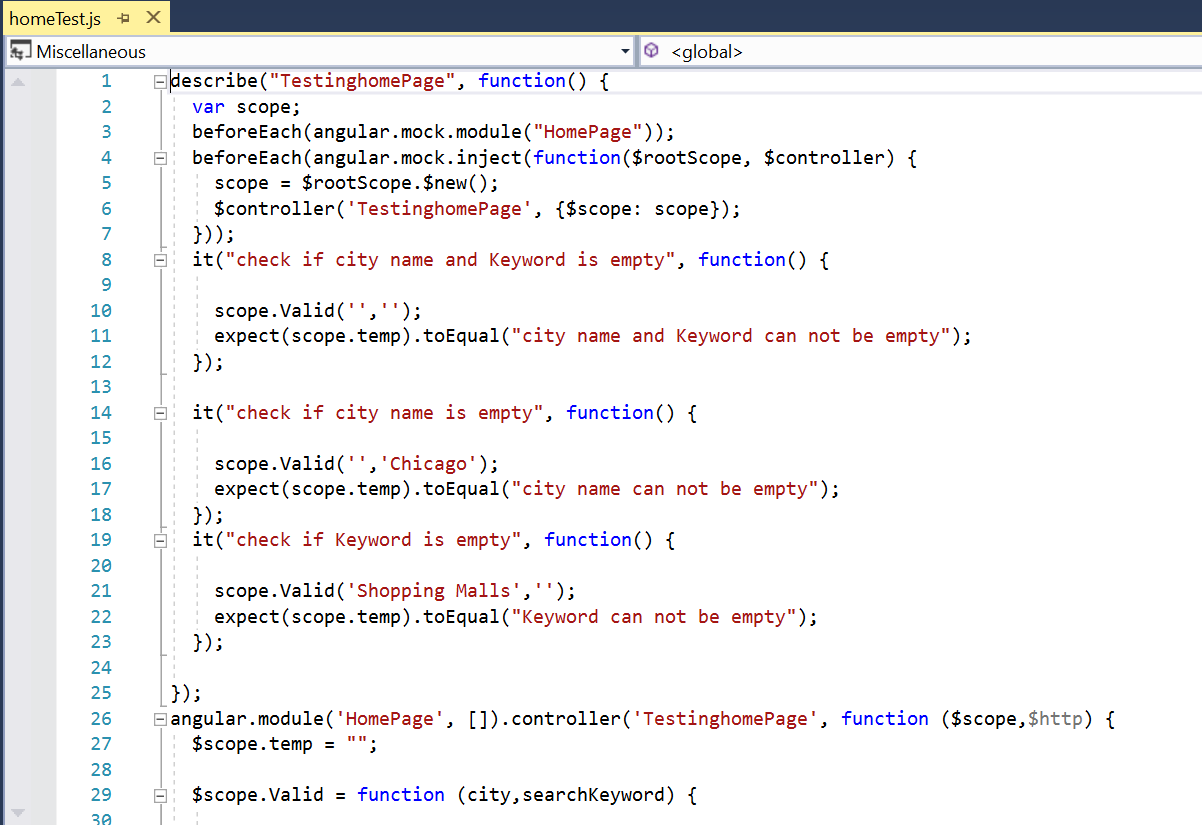 homeTest.js
Miscellaneous
<global>
1 describe("TestinghomePage", function() {
2 var scope;
3 beforeEach(angular.mock.module("HomePage"));
4 beforeEach(angular.mock.inject(function($rootScope, $controller) {
5 scope = $rootScope.$new();
6 $controller('TestinghomePage', {$scope: scope});
7 }));
8 it("check if city name and Keyword is empty", function() {
9
10 scope.Valid('','');
11 expect(scope.temp).toEqual("city name and Keyword can not be empty");
12 });
13
14 it("check if city name is empty", function() {
15
16 scope.Valid('','Chicago');
17 expect(scope.temp).toEqual("city name can not be empty");
18 });
19 it("check if Keyword is empty", function() {
20
21 scope.Valid('Shopping Malls','');
22 expect(scope.temp).toEqual("Keyword can not be empty");
23 });
24
25 });
26 angular.module('HomePage', []).controller('TestinghomePage', function ($scope,$http) {
27 $scope.temp = "";
28
29 $scope.Valid = function (city,searchKeyword) {
30